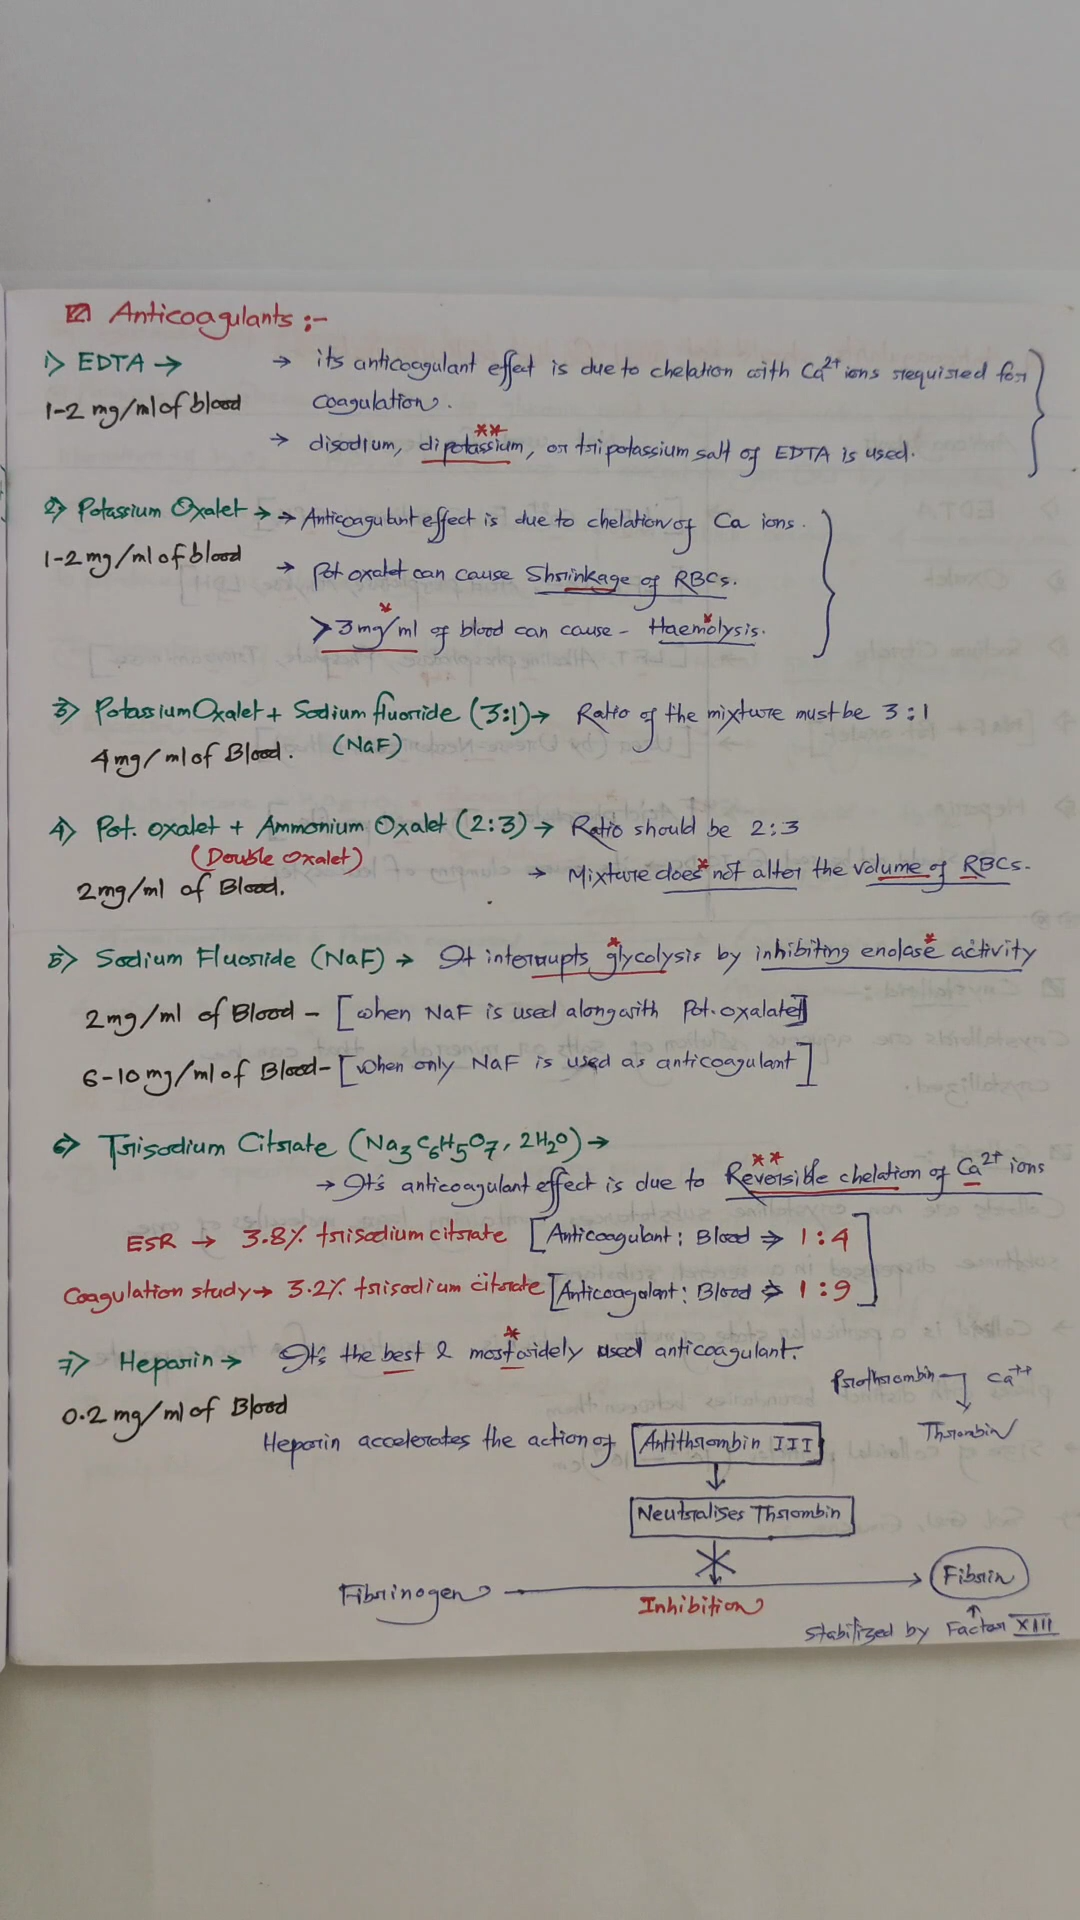 Anticoagulants :-
1) EDTA → → its anticoagulant effect is due to chelation with Ca2+ ions required for
1-2 mg/ml of blood coagulation.
→ disodium, dipotassium, or tripotassium salt of EDTA is used.
**
2) Potassium Oxalet → → Anticoagulant effect is due to chelation of Ca ions.
1-2 mg/ml of blood → Pot oxalet can cause Shrinkage of RBCs.
* *
>3 mg/ml of blood can cause - Haemolysis.
3) Potassium Oxalet + Sodium fluoride (3:1) → Ratio of the mixture must be 3:1
4 mg/ml of Blood. (NaF)
4) Pot. oxalet + Ammonium Oxalet (2:3) → Ratio should be 2:3
(Double Oxalet)
2mg/ml of Blood. → Mixture does* not alter the volume of RBCs.
5) Sodium Fluoride (NaF) → It interrupts glycolysis by inhibiting enolase activity
* *
2mg/ml of Blood - [when NaF is used alongwith Pot. oxalate]
6-10 mg/ml of Blood - [when only NaF is used as anticoagulant]
6) Trisodium Citrate (Na3C6H5O7, 2H2O) →
**
→ It's anticoagulant effect is due to Reversible chelation of Ca2+ ions
ESR → 3.8% trisodium citrate [Anticoagulant : Blood ⇒ 1:4]
Coagulation study → 3.2% trisodium citrate [Anticoagulant : Blood ⇒ 1:9]
*
7) Heparin → It's the best & most widely used anticoagulant.
0.2 mg/ml of Blood
Prothrombin Ca++
Thrombin
Heparin accelerates the action of Antithrombin III
Neutralises Thrombin
Fibrinogen → Fibrin
Inhibition
Stabilized by Factor XIII